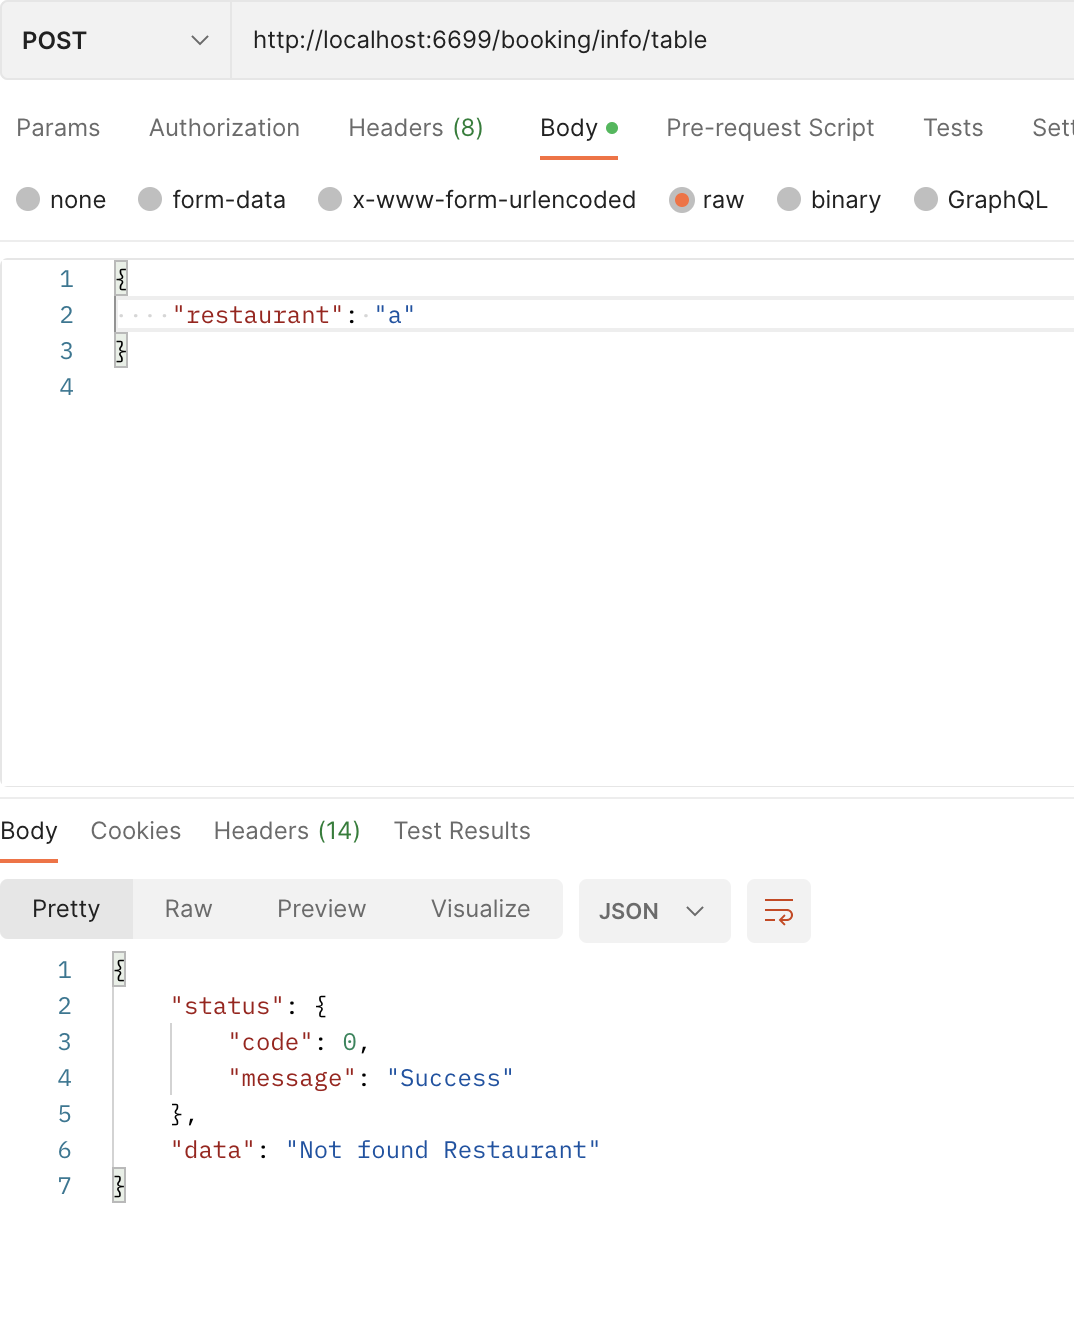 POST http://localhost:6699/booking/info/table
Params Authorization Headers (8) Body Pre-request Script Tests Sett
none form-data x-www-form-urlencoded raw binary GraphQL
1 {
2 "restaurant": "a"
3 }
4
Body Cookies Headers (14) Test Results
Pretty Raw Preview Visualize JSON
1 {
2 "status": {
3 "code": 0,
4 "message": "Success"
5 },
6 "data": "Not found Restaurant"
7 }